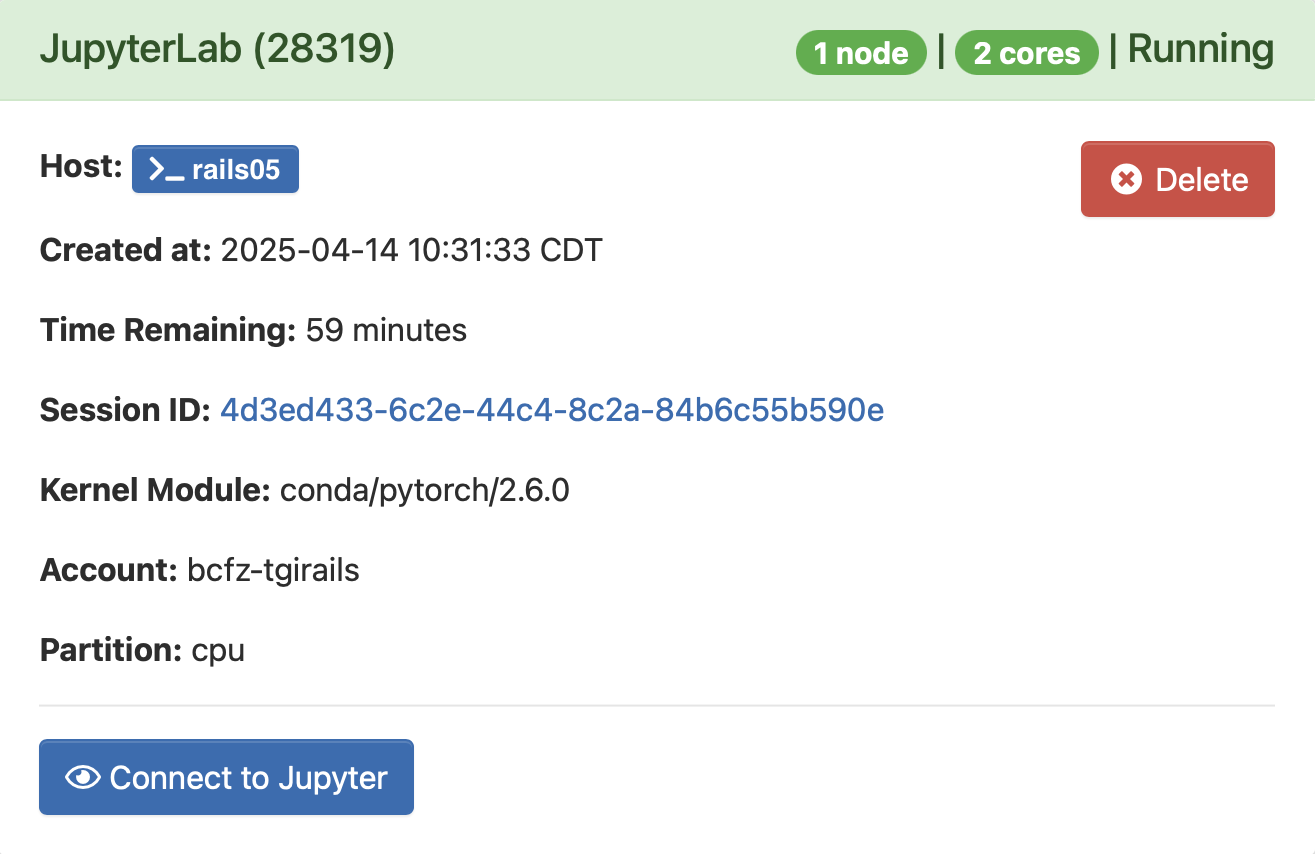 JupyterLab (28319)
1 node | 2 cores | Running
Host: >_ rails05
Delete
Created at: 2025-04-14 10:31:33 CDT
Time Remaining: 59 minutes
Session ID: 4d3ed433-6c2e-44c4-8c2a-84b6c55b590e
Kernel Module: conda/pytorch/2.6.0
Account: bcfz-tgirails
Partition: cpu
Connect to Jupyter